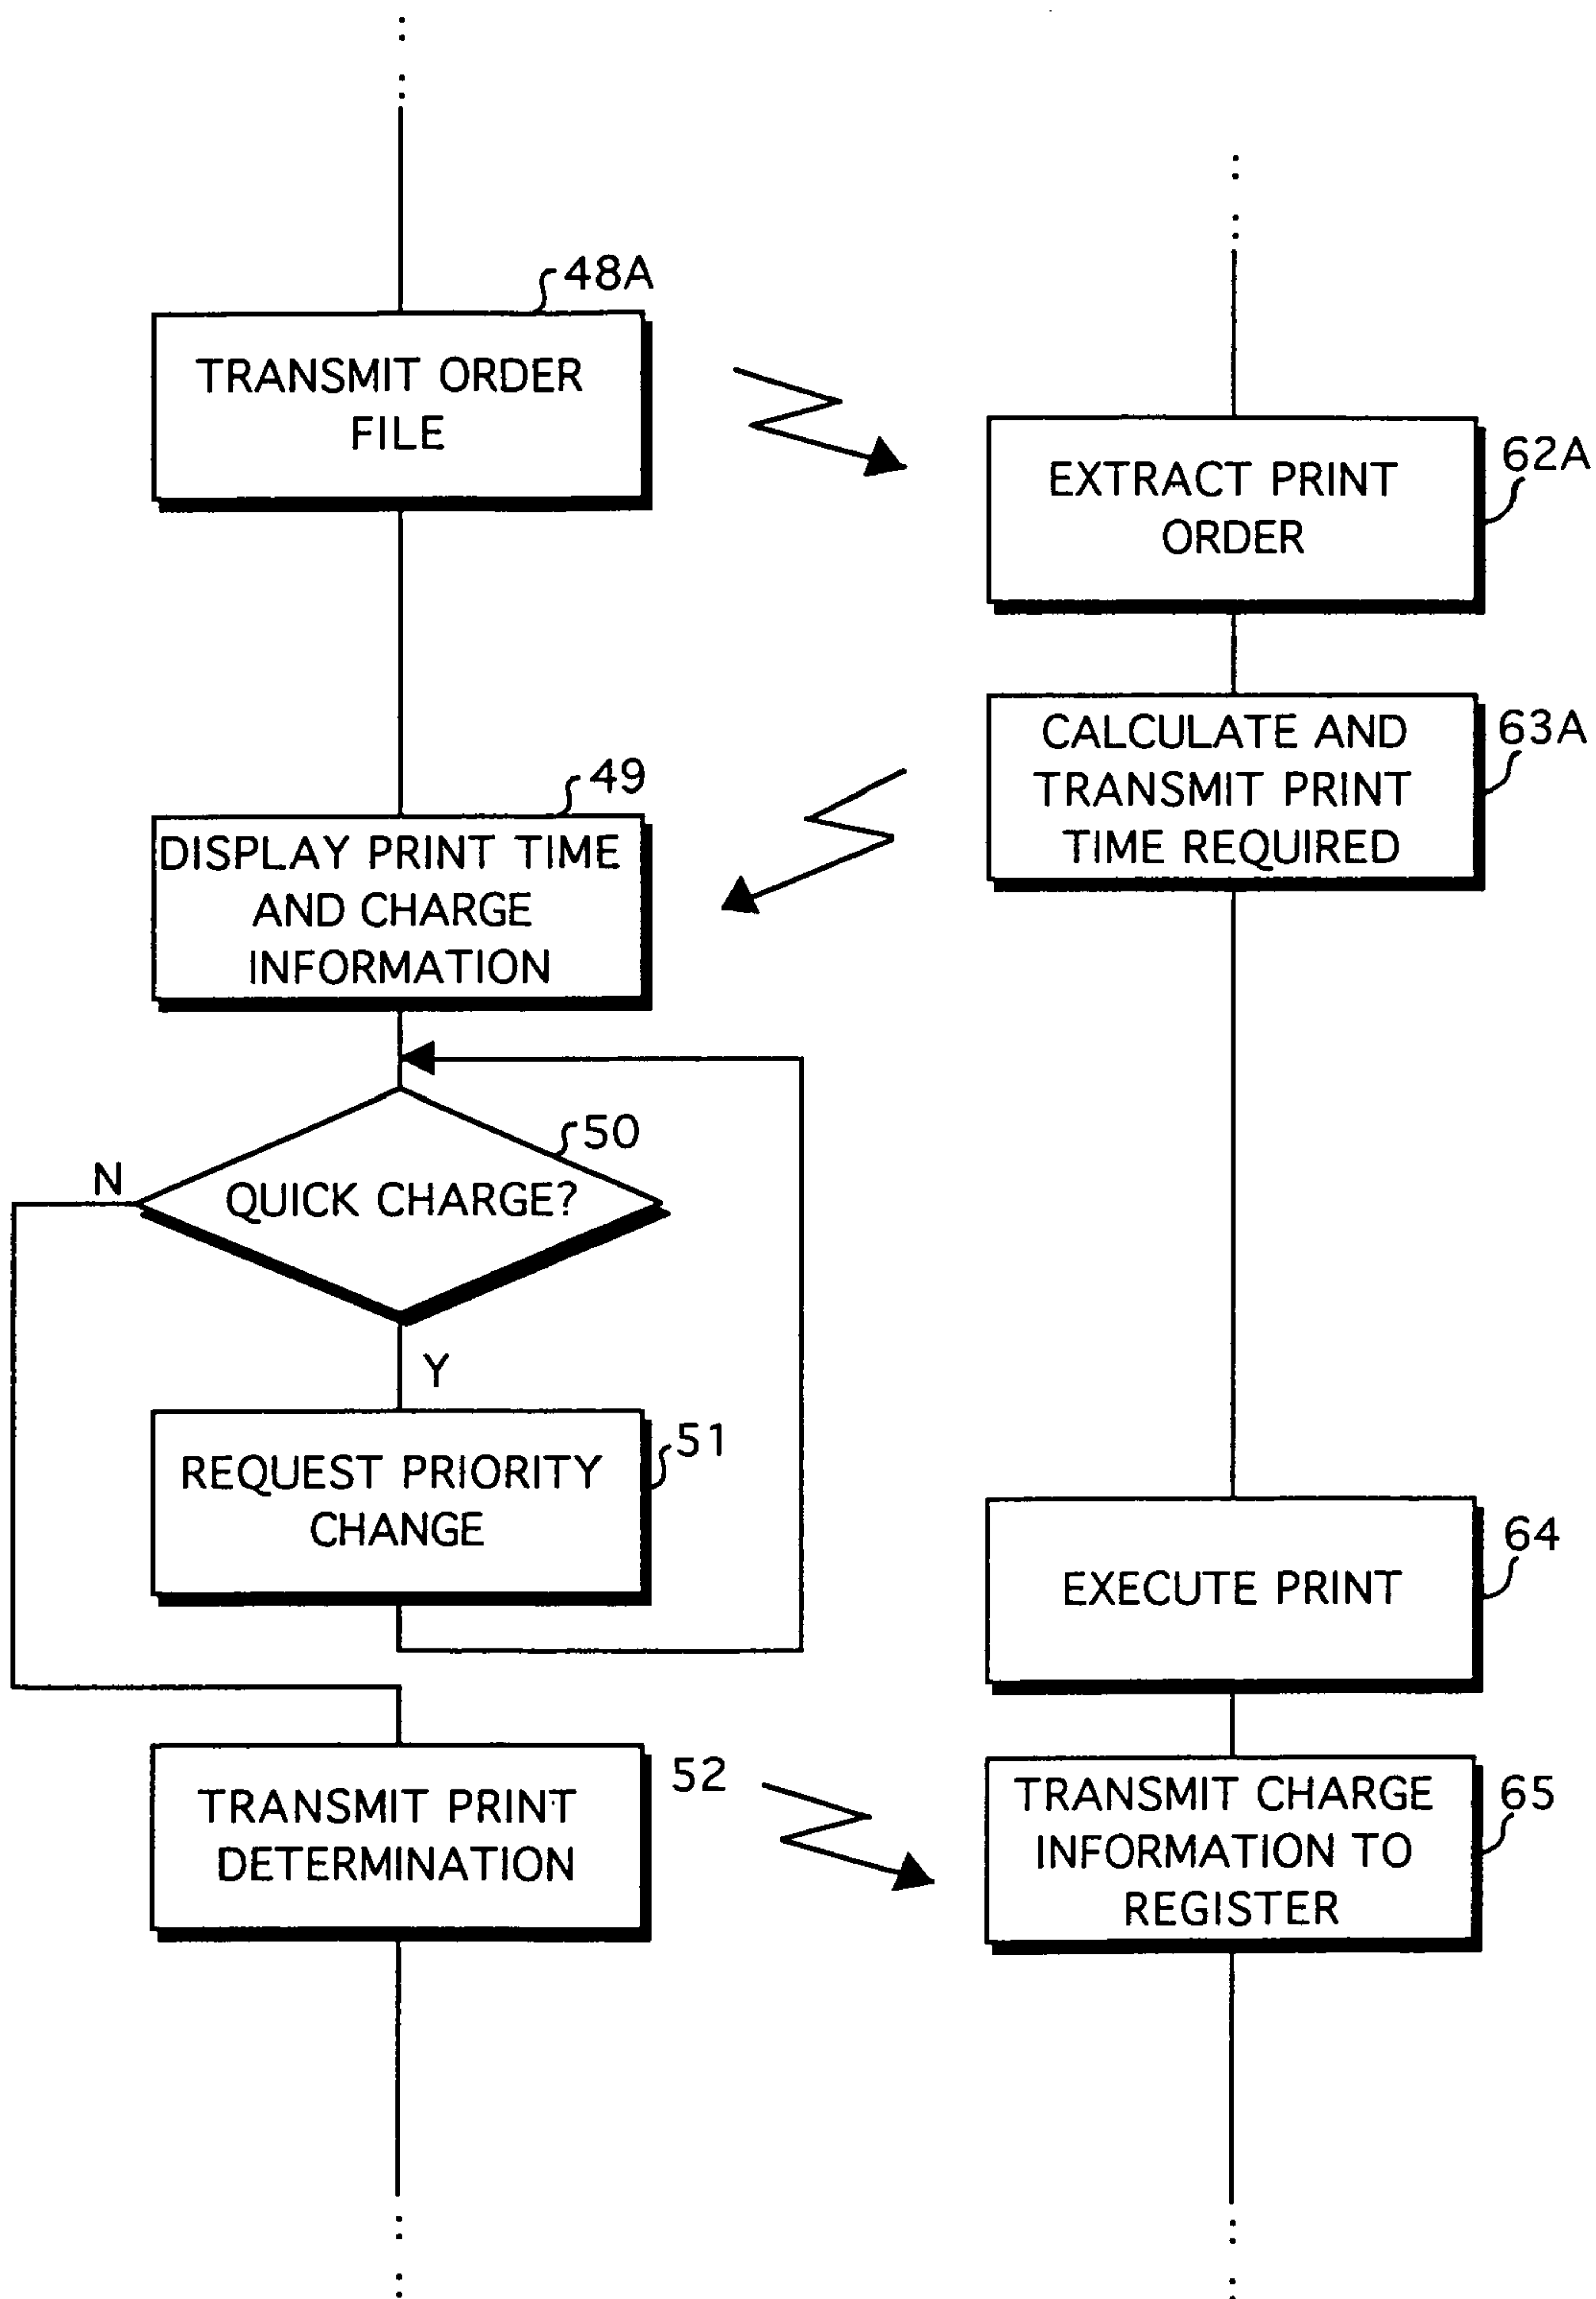 48A
TRANSMIT ORDER
FILE
62A
EXTRACT PRINT
ORDER
63A
CALCULATE AND
TRANSMIT PRINT
TIME REQUIRED
49
DISPLAY PRINT TIME
AND CHARGE
INFORMATION
50
N
QUICK CHARGE?
Y
51
REQUEST PRIORITY
CHANGE
64
EXECUTE PRINT
52
TRANSMIT PRINT
DETERMINATION
65
TRANSMIT CHARGE
INFORMATION TO
REGISTER